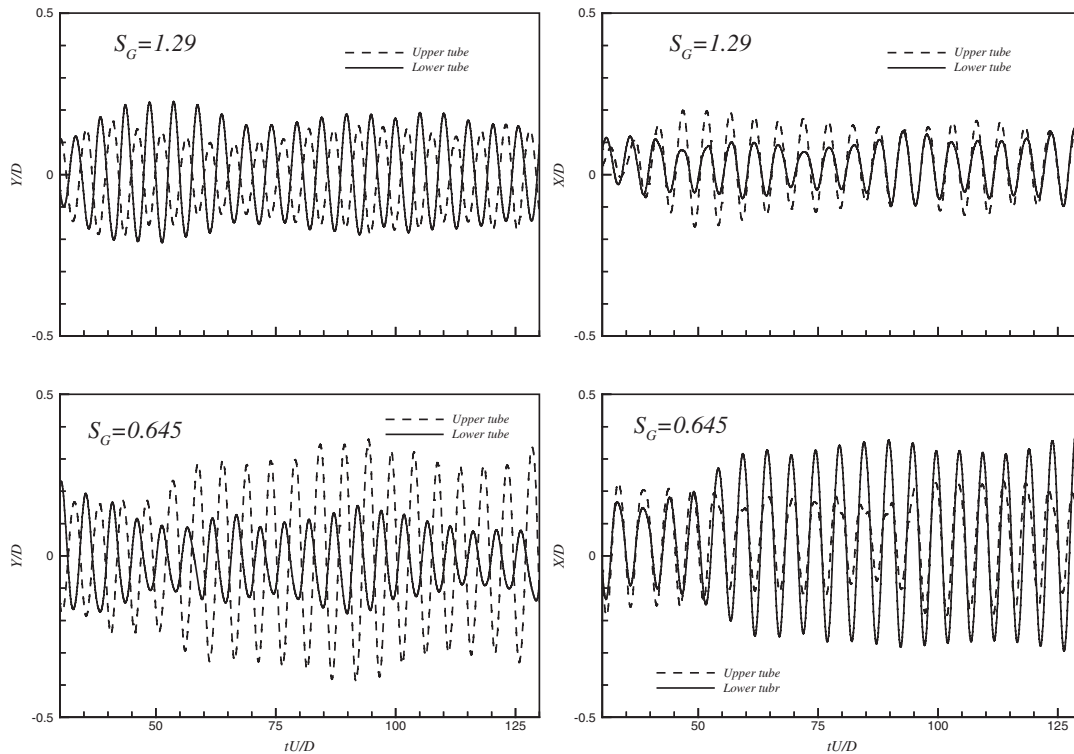 0.5
S_G=1.29
Upper tube
Lower tube
Y/D
0
-0.5
0.5
S_G=1.29
Upper tube
Lower tube
X/D
0
-0.5
0.5
S_G=0.645
Upper tube
Lower tube
Y/D
0
-0.5
50
75
100
125
tU/D
0.5
S_G=0.645
X/D
0
Upper tube
Lower tubr
-0.5
50
75
100
125
tU/D